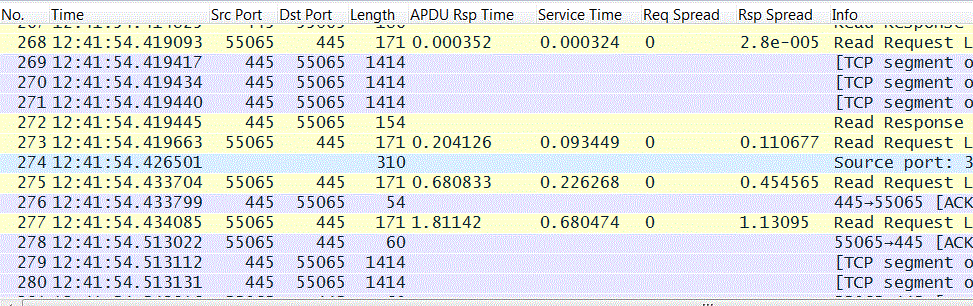 No. Time Src Port Dst Port Length APDU Rsp Time Service Time Req Spread Rsp Spread Info
268 12:41:54.419093 55065 445 171 0.000352 0.000324 0 2.8e-005 Read Request L
269 12:41:54.419417 445 55065 1414 [TCP segment o
270 12:41:54.419434 445 55065 1414 [TCP segment o
271 12:41:54.419440 445 55065 1414 [TCP segment o
272 12:41:54.419445 445 55065 154 Read Response
273 12:41:54.419663 55065 445 171 0.204126 0.093449 0 0.110677 Read Request L
274 12:41:54.426501 310 Source port: 3
275 12:41:54.433704 55065 445 171 0.680833 0.226268 0 0.454565 Read Request L
276 12:41:54.433799 445 55065 54 445→55065 [ACK
277 12:41:54.434085 55065 445 171 1.81142 0.680474 0 1.13095 Read Request L
278 12:41:54.513022 55065 445 60 55065→445 [ACK
279 12:41:54.513112 445 55065 1414 [TCP segment o
280 12:41:54.513131 445 55065 1414 [TCP segment o